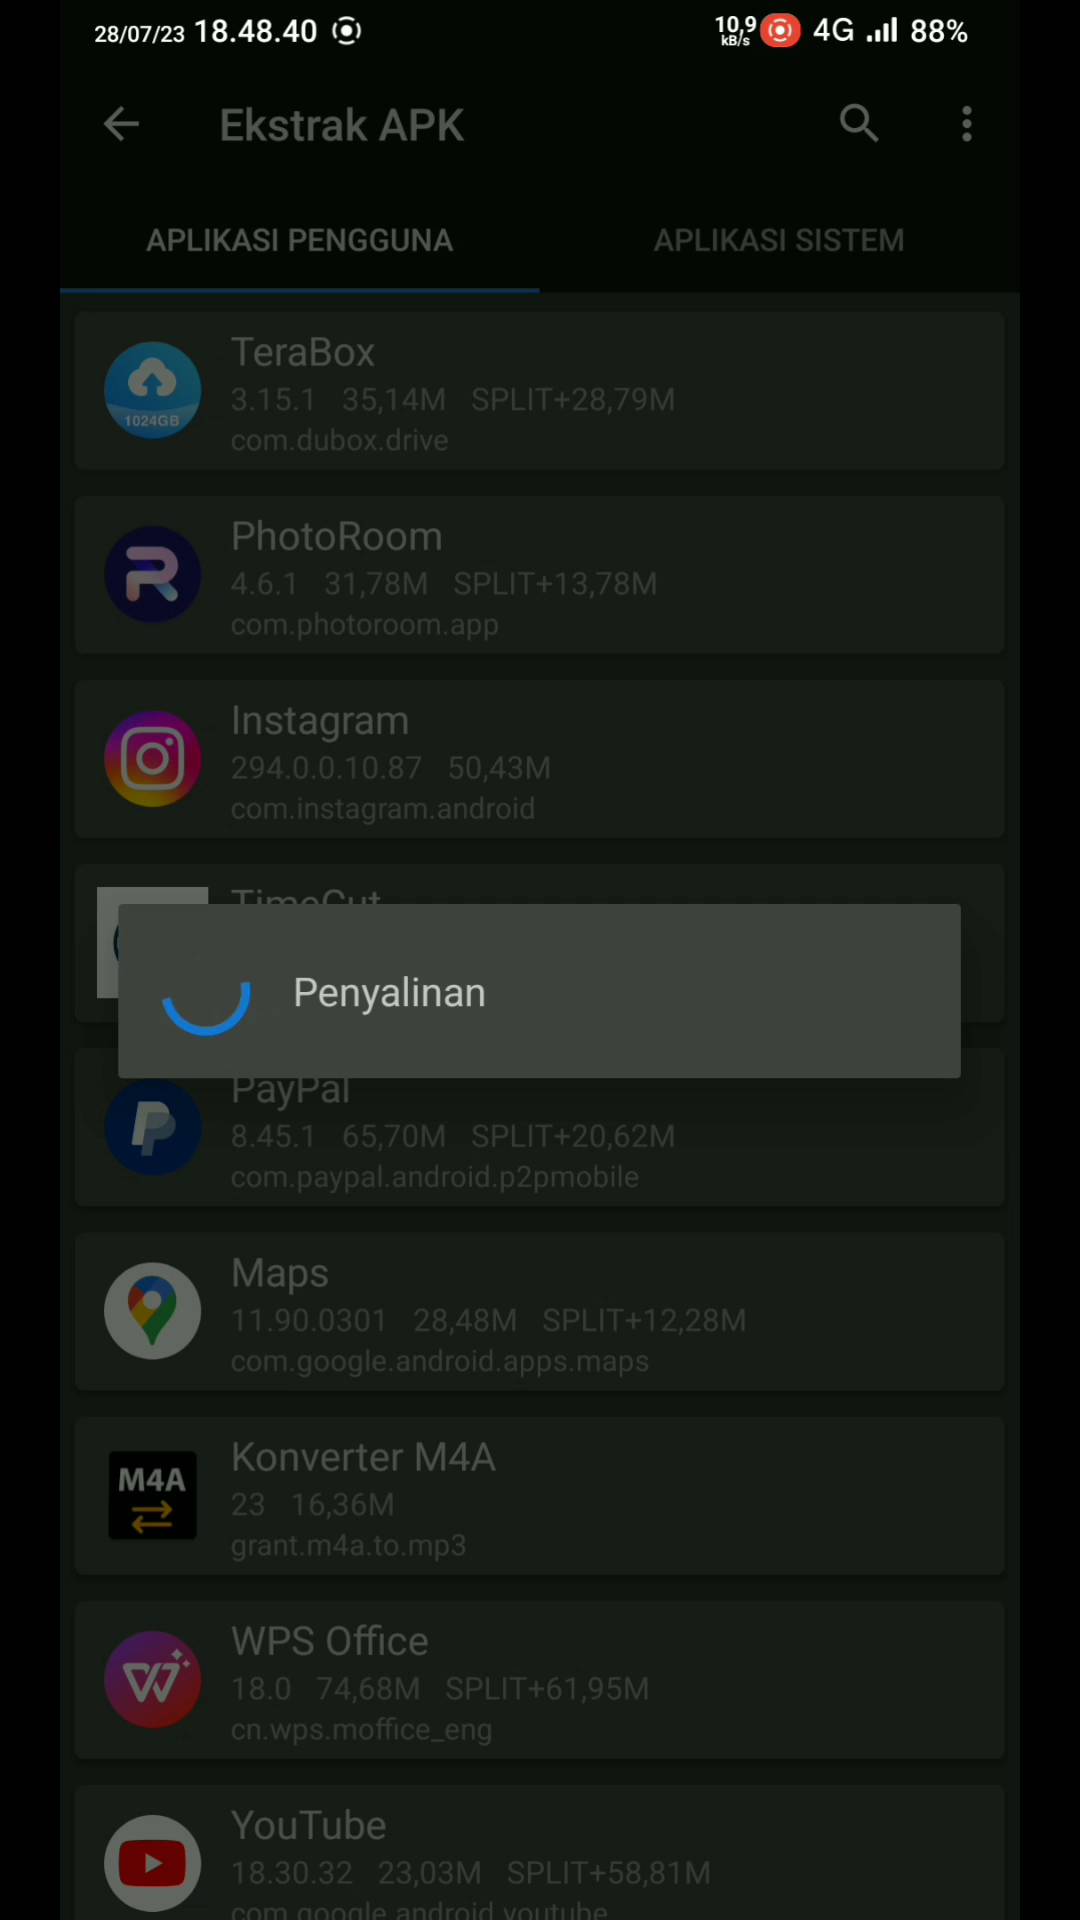 28/07/23 18.48.40 10,9 kB/s 4G 88%
Ekstrak APK
APLIKASI PENGGUNA APLIKASI SISTEM
TeraBox
3.15.1 35,14M SPLIT+28,79M
1024GB
com.dubox.drive
PhotoRoom
4.6.1 31,78M SPLIT+13,78M
com.photoroom.app
Instagram
294.0.0.10.87 50,43M
com.instagram.android
TimeCut
Penyalinan
PayPal
8.45.1 65,70M SPLIT+20,62M
com.paypal.android.p2pmobile
Maps
11.90.0301 28,48M SPLIT+12,28M
com.google.android.apps.maps
Konverter M4A
M4A
23 16,36M
grant.m4a.to.mp3
WPS Office
18.0 74,68M SPLIT+61,95M
cn.wps.moffice_eng
YouTube
18.30.32 23,03M SPLIT+58,81M
com.google.android.youtube